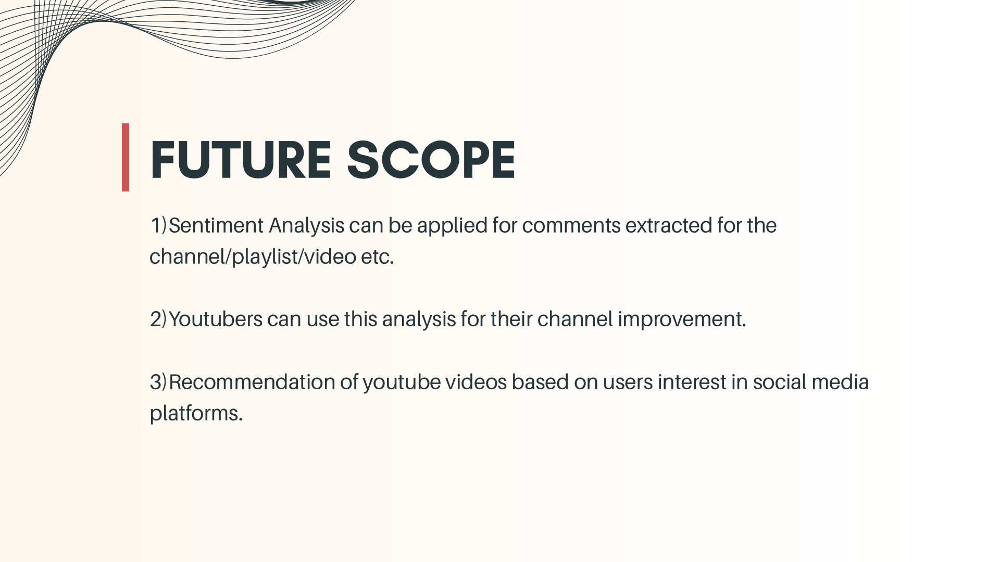 FUTURE SCOPE
1)Sentiment Analysis can be applied for comments extracted for the
channel/playlist/video etc.
2)Youtubers can use this analysis for their channel improvement.
3)Recommendation of youtube videos based on users interest in social media
platforms.